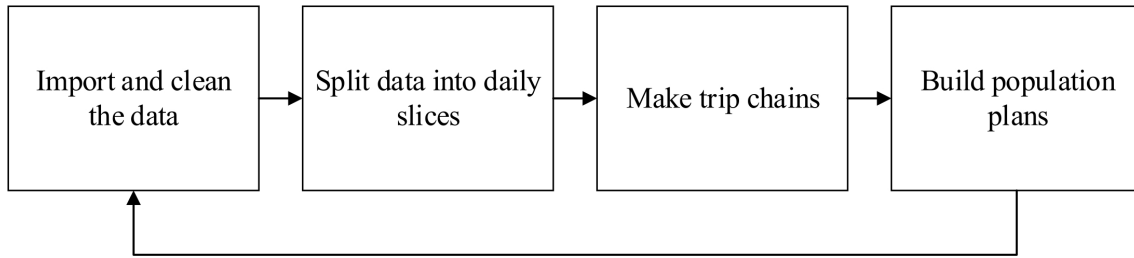 Import and clean
the data
Split data into daily
slices
Make trip chains
Build population
plans